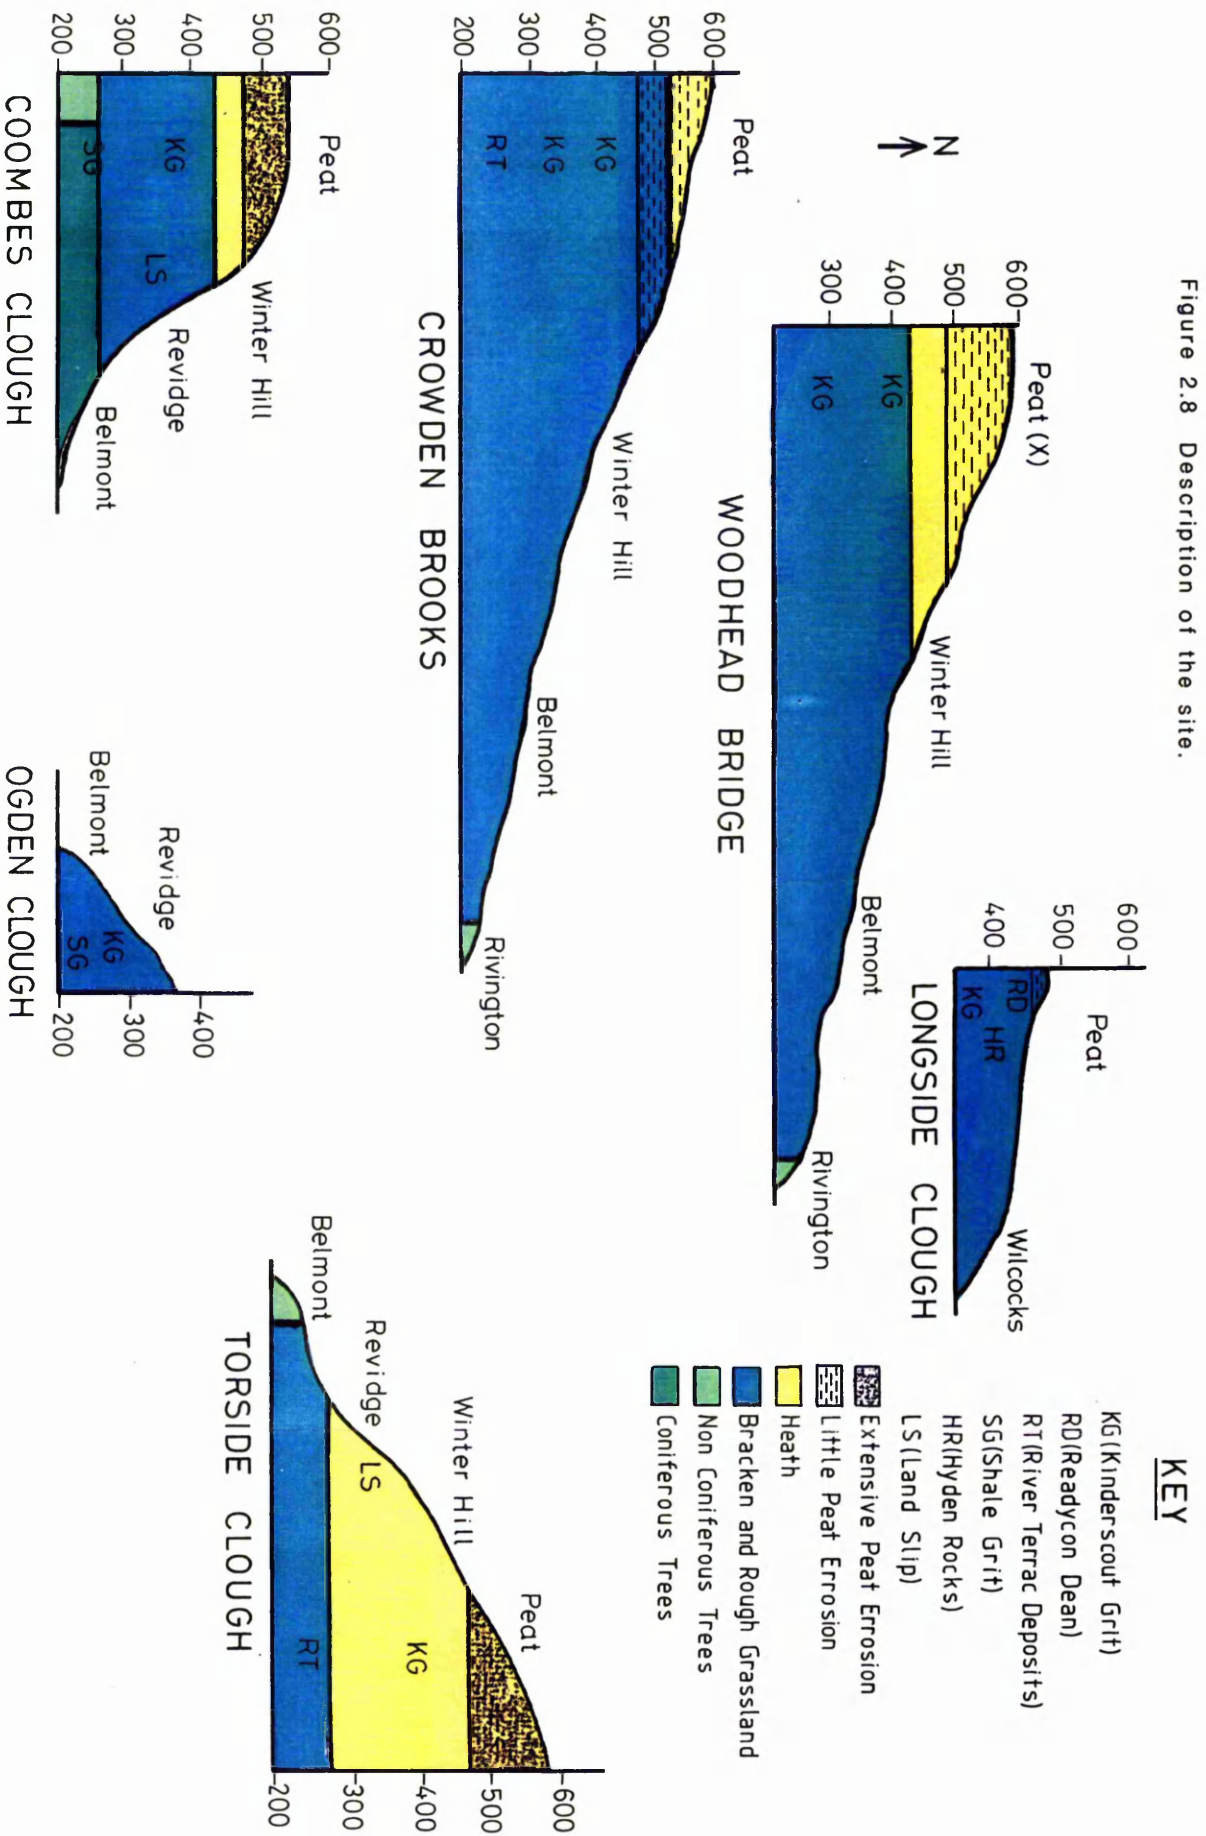 Figure 2.8 Description of the site.
N
600
500
400
300
Peat (X)
Winter Hill
Belmont
Rivington
KG
KG
WOODHEAD BRIDGE
600
500
400
Peat
Wilcocks
RD
HR
KG
LONGSIDE CLOUGH
600
500
400
300
200
Peat
Winter Hill
Belmont
Rivington
KG
KG
RT
CROWDEN BROOKS
600
500
400
300
200
Peat
Winter Hill
Revidge
Belmont
KG
LS
SG
COOMBES CLOUGH
Revidge
Belmont
KG
SG
400
300
200
OGDEN CLOUGH
Peat
Winter Hill
Revidge
Belmont
LS
KG
RT
600
500
400
300
200
TORSIDE CLOUGH
KEY
KG(Kinderscout Grit)
RD(Readycon Dean)
RT(River Terrac Deposits)
SG(Shale Grit)
HR(Hyden Rocks)
LS(Land Slip)
Extensive Peat Errosion
Little Peat Errosion
Heath
Bracken and Rough Grassland
Non Coniferous Trees
Coniferous Trees